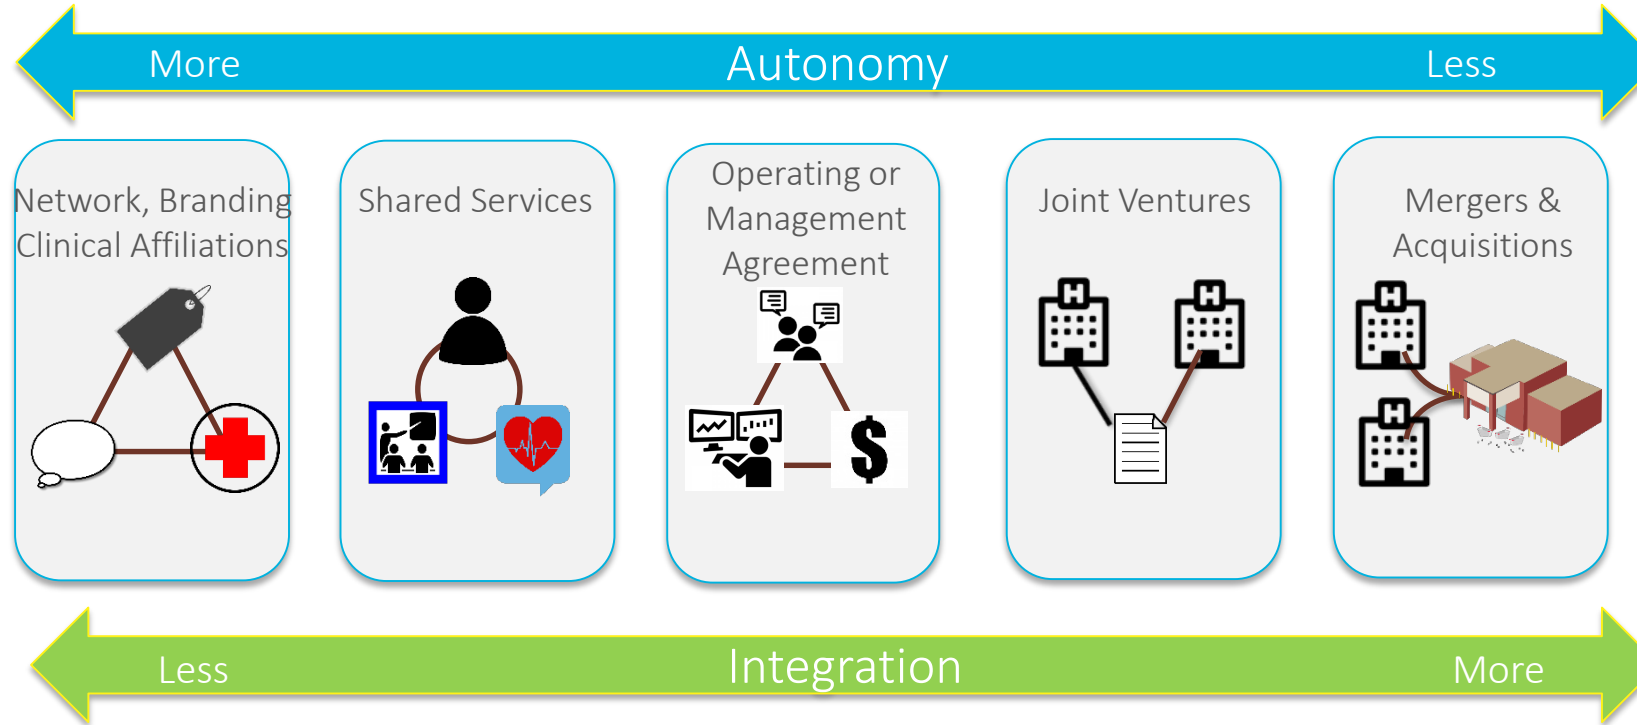 More Autonomy Less
Network, Branding
Clinical Affiliations
Shared Services
Operating or
Management
Agreement
Joint Ventures
Mergers &
Acquisitions
H
H
H
H
$
Less Integration More